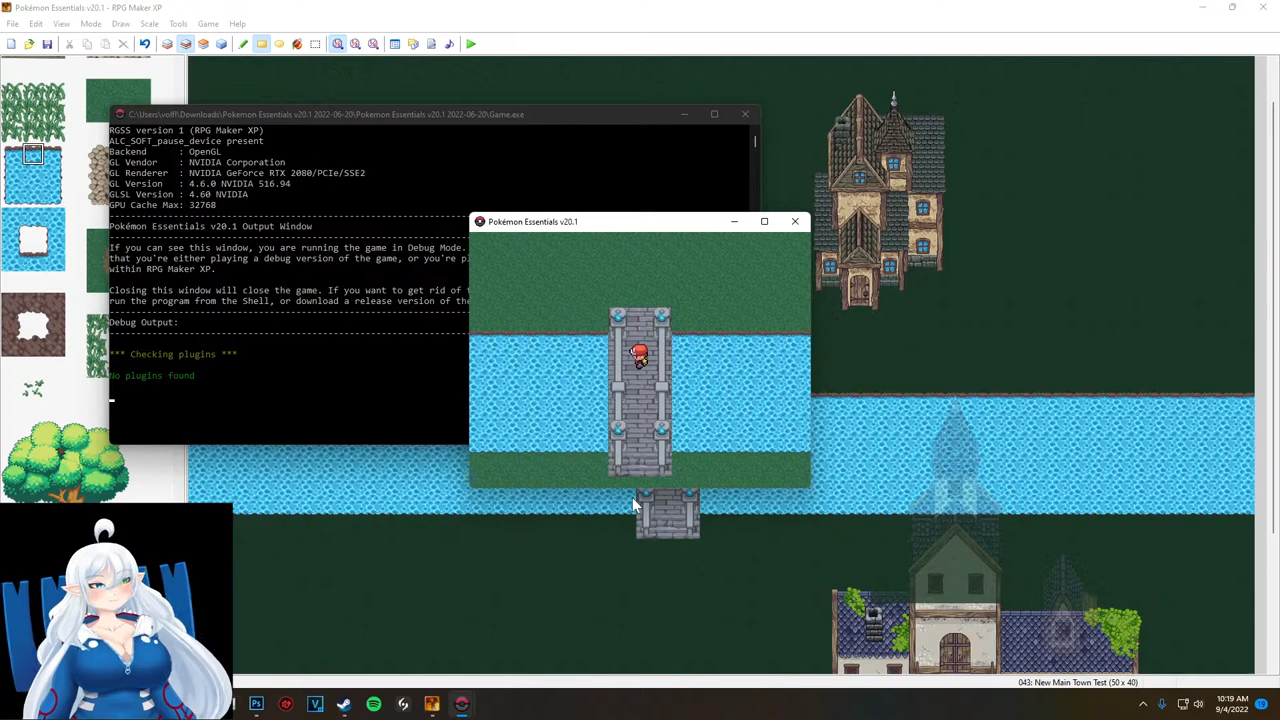 Pokémon Essentials v20.1 - RPG Maker XP
File Edit View Mode Draw Scale Tools Game Help
C:\Users\volff\Downloads\Pokemon Essentials v20.1 2022-06-20\Pokemon Essentials v20.1 2022-06-20\Game.exe
RGSS version 1 (RPG Maker XP)
ALC_SOFT_pause_device present
Backend : OpenGL
GL Vendor : NVIDIA Corporation
GL Renderer : NVIDIA GeForce RTX 2080/PCIe/SSE2
GL Version : 4.6.0 NVIDIA 516.94
GLSL Version : 4.60 NVIDIA
GPU Cache Max: 32768
Pokémon Essentials v20.1 Output Window
If you can see this window, you are running the game in Debug Mode.
that you're either playing a debug version of the game, or you're pl
within RPG Maker XP.
Closing this window will close the game. If you want to get rid of t
run the program from the Shell, or download a release version of the
Debug Output:
*** Checking plugins ***
No plugins found
Pokémon Essentials v20.1
043: New Main Town Test (50 x 40)
10:19 AM
9/4/2022
19